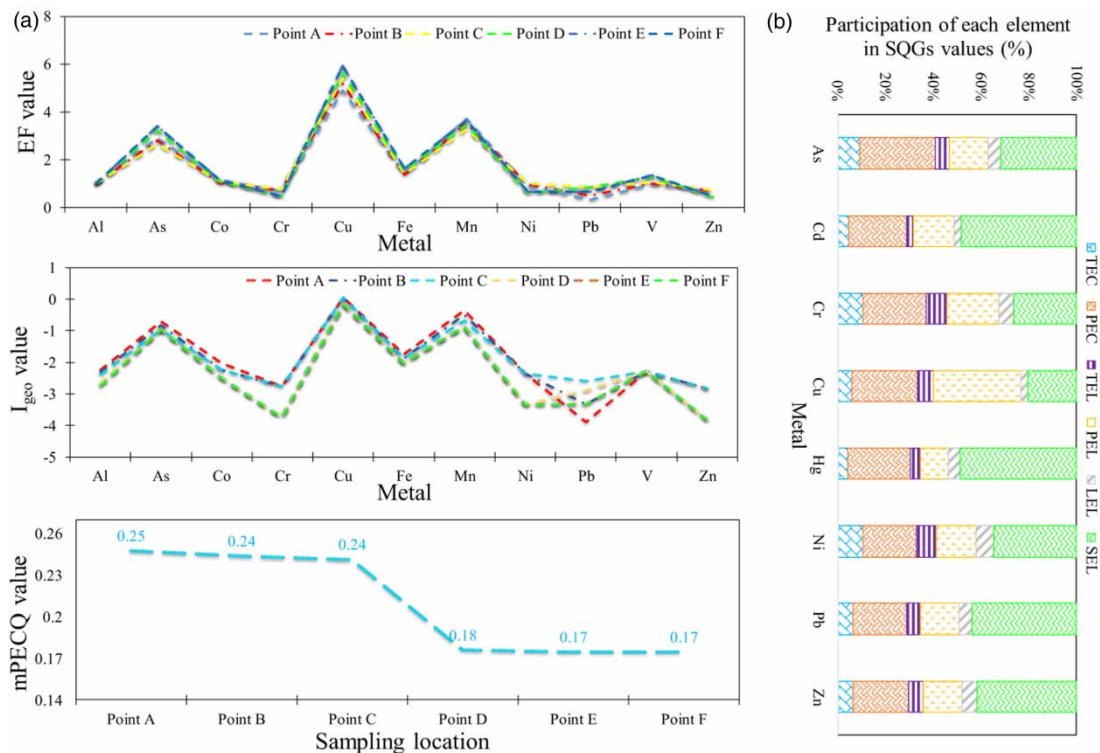 (a)
Point A Point B Point C Point D Point E Point F
EF value
8
6
4
2
0
Al As Co Cr Cu Fe Mn Ni Pb V Zn
Metal
Point A Point B Point C Point D Point E Point F
Igeo value
1
0
-1
-2
-3
-4
-5
Al As Co Cr Cu Fe Mn Ni Pb V Zn
Metal
mPECQ value
0.26
0.23
0.2
0.17
0.14
0.25 0.24 0.24 0.18 0.17 0.17
Point A Point B Point C Point D Point E Point F
Sampling location
(b)
Participation of each element
in SQGs values (%)
0% 20% 40% 60% 80% 100%
As
Cd
Cr
Cu
Hg
Ni
Pb
Zn
Metal
TEC PEC TEL PEL LEL SEL